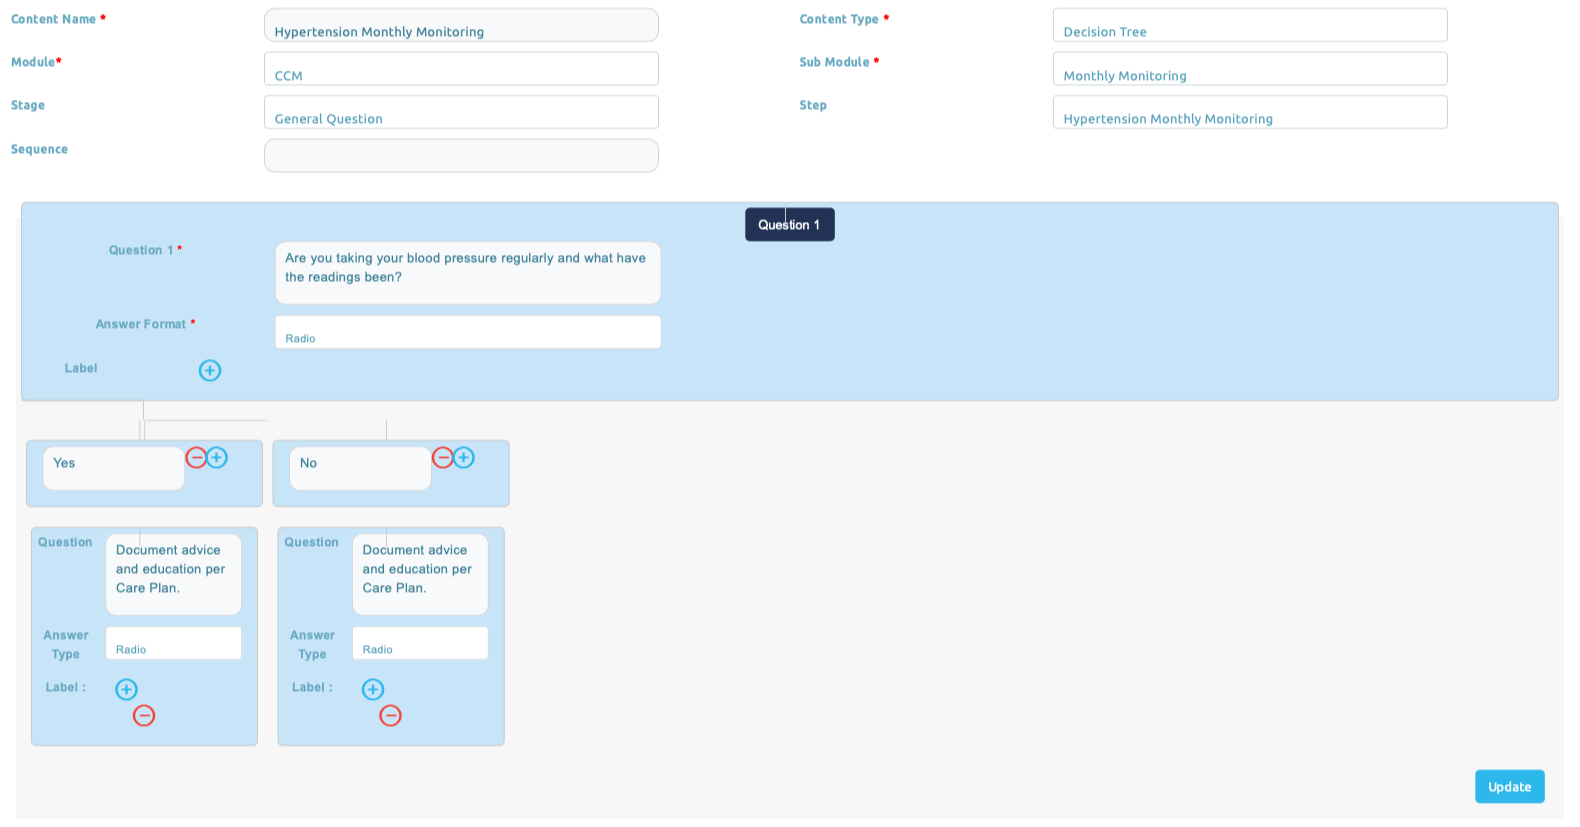 Content Name *
Hypertension Monthly Monitoring
Content Type *
Decision Tree
Module*
CCM
Sub Module *
Monthly Monitoring
Stage
General Question
Step
Hypertension Monthly Monitoring
Sequence
Question 1
Question 1 *
Are you taking your blood pressure regularly and what have
the readings been?
Answer Format *
Radio
Label
Yes
No
Question
Document advice
and education per
Care Plan.
Answer
Type
Radio
Label :
Question
Document advice
and education per
Care Plan.
Answer
Type
Radio
Label :
Update